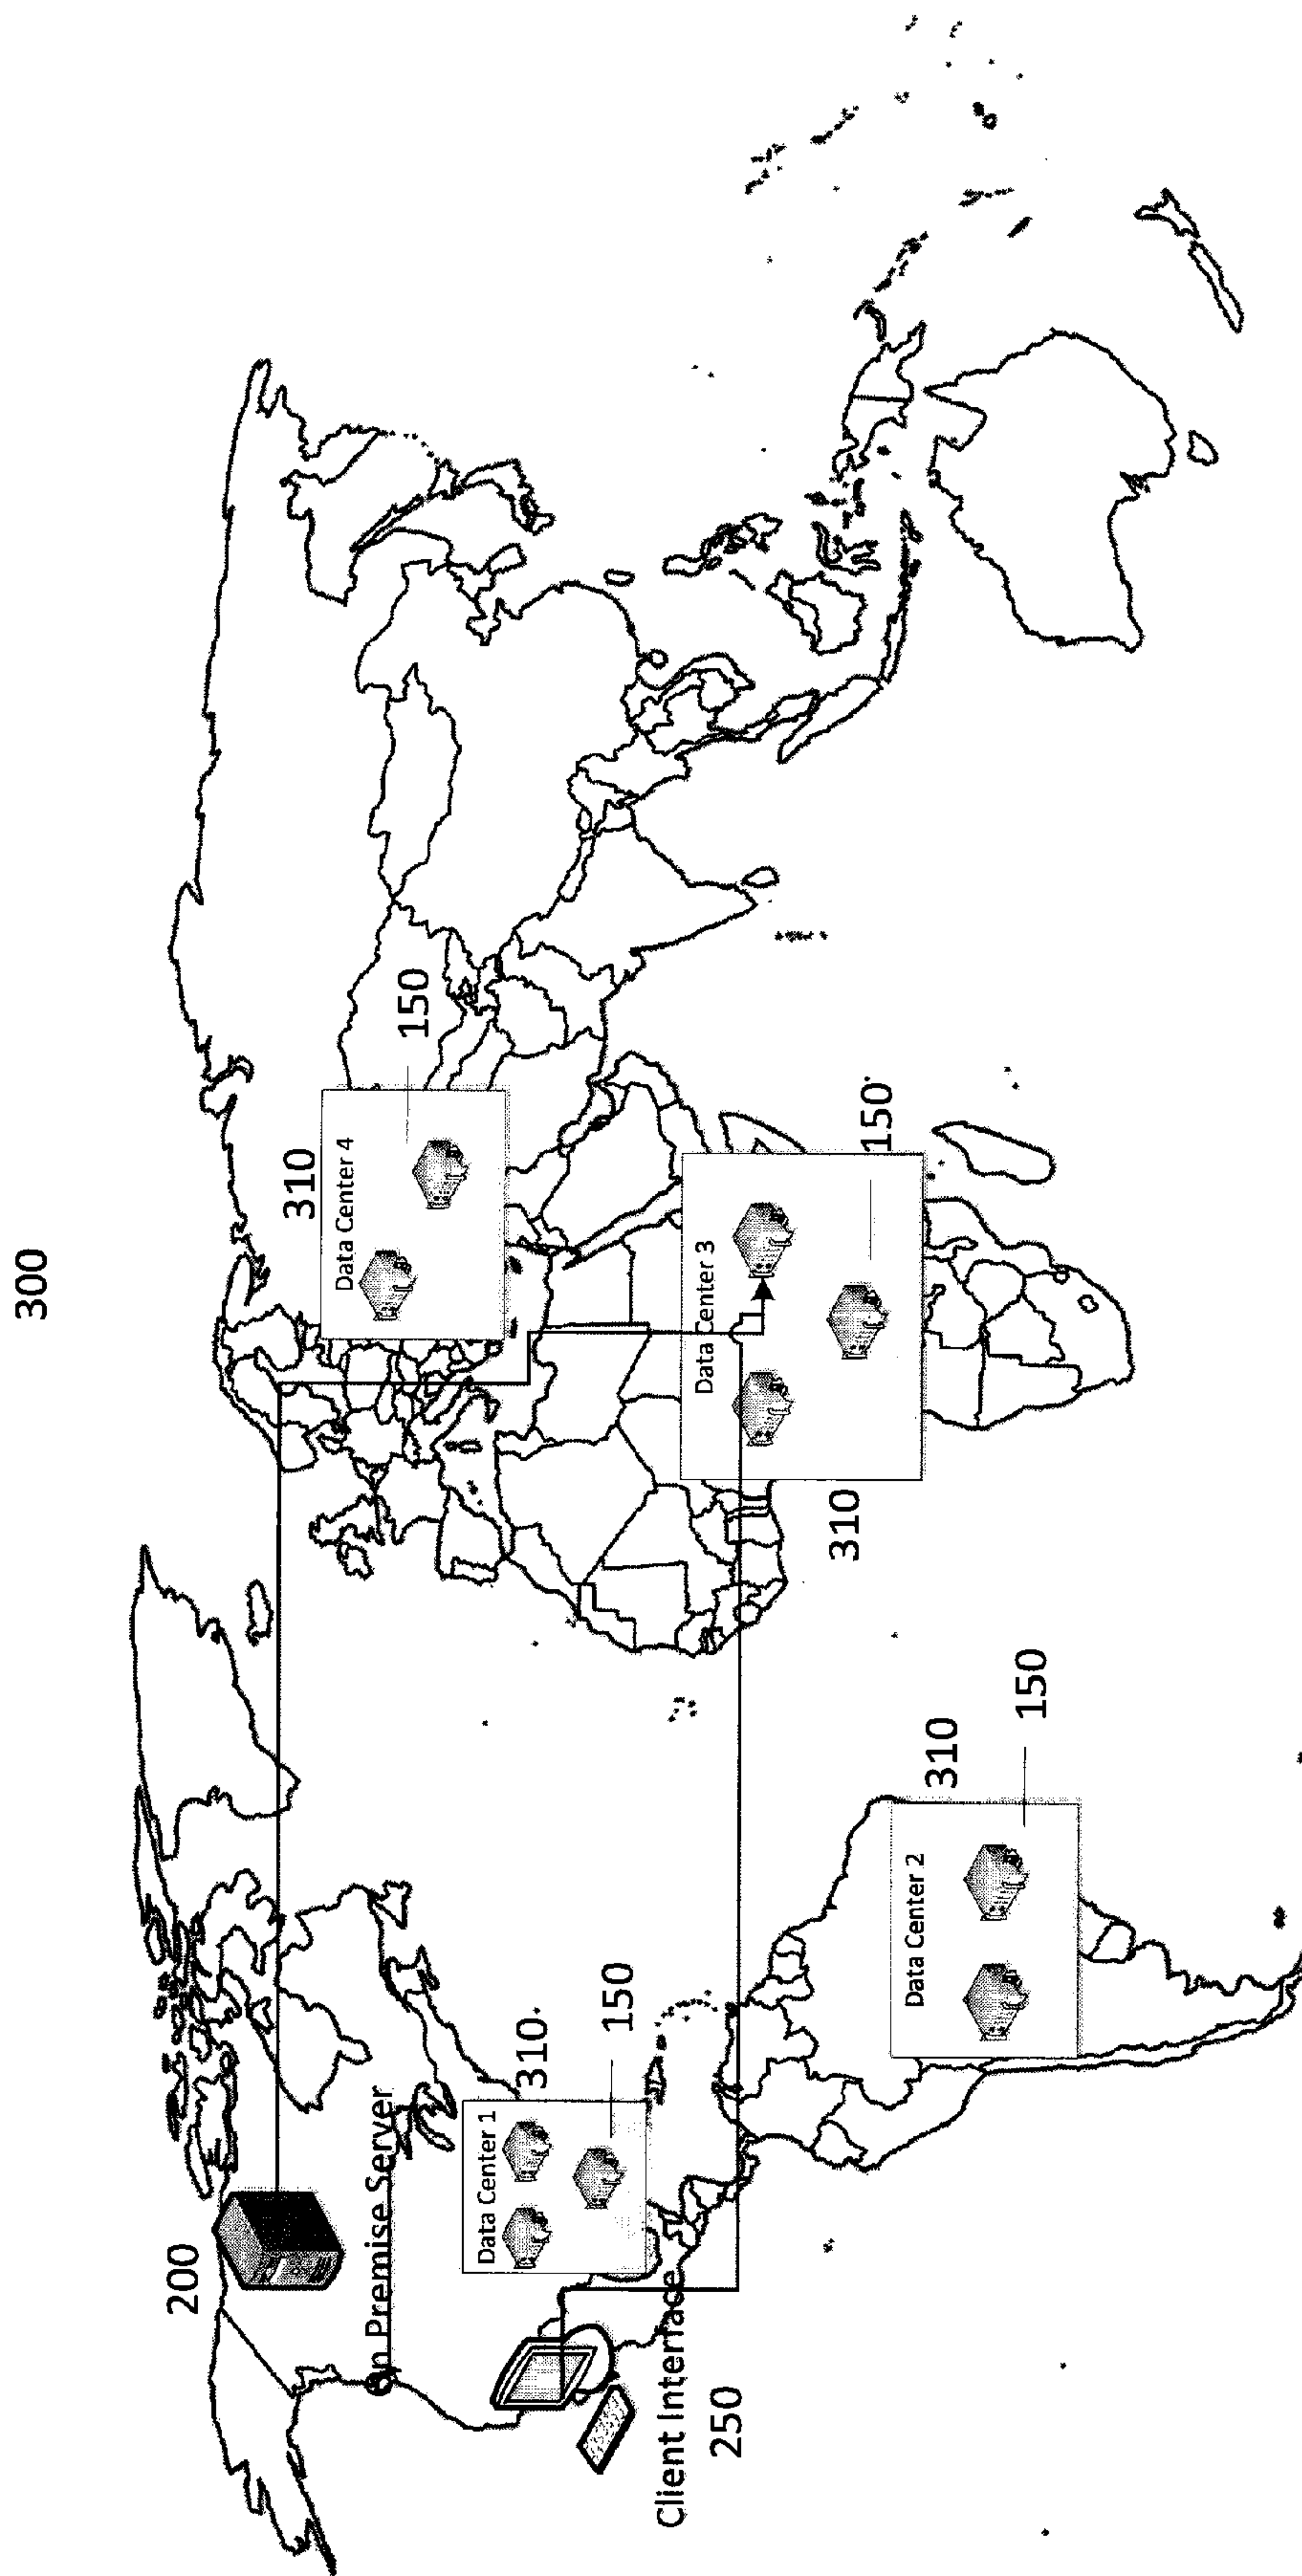 300
200
310
Data Center 4
On Premise Server
150
Data Center 1
310
150
Client Interface
Data Center 3
250
310
150
Data Center 2
310
150